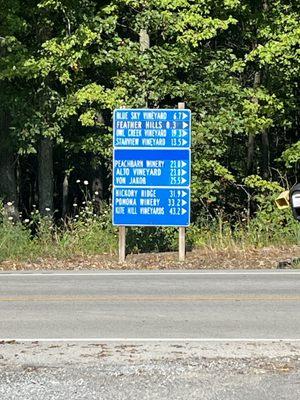 BLUE SKY VINEYARD 6.7 ▶
FEATHER HILLS 8.3 ▶
OWL CREEK VINEYARD 19.3 ▶
STARVIEW VINEYARD 13.5 ▶
PEACHBARN WINERY 23.0 ▶
ALTO VINEYARD 23.8 ▶
VON JAKOB 25.5 ▶
HICKORY RIDGE 31.9 ▶
POMONA WINERY 33.2 ▶
KITE HILL VINEYARDS 43.2 ▶